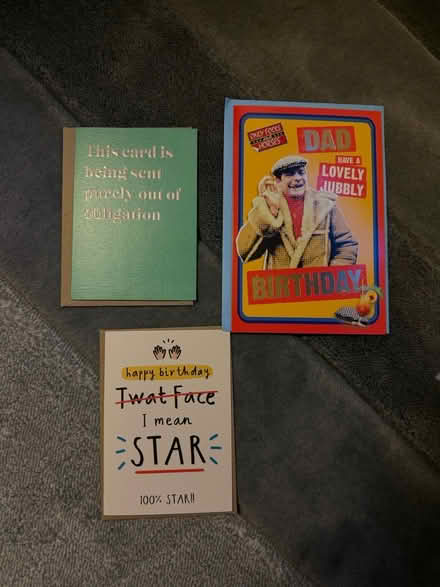 This card is
being sent
purely out of
obligation
ONLY FOOLS
AND
HORSES
DAD
HAVE A
LOVELY
JUBBLY
BIRTHDAY
happy birthday
Twat Face
I mean
STAR
100% STAR!!